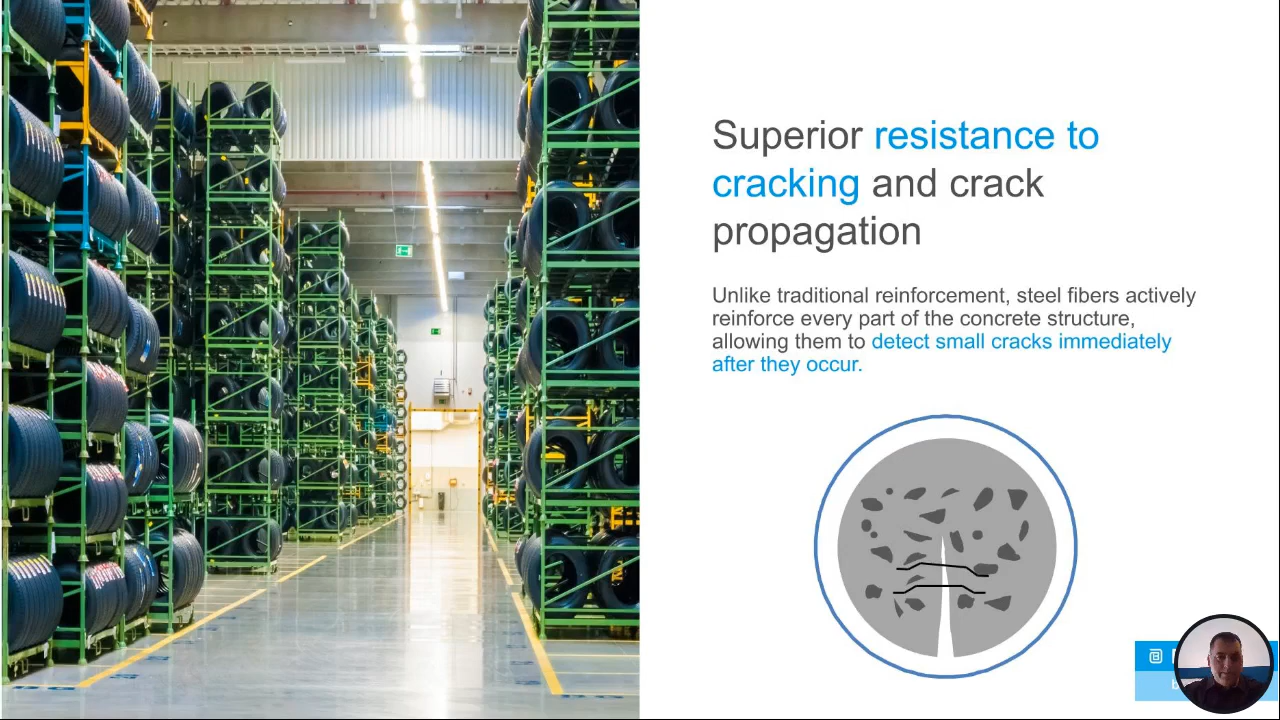 Superior resistance to
cracking and crack
propagation
Unlike traditional reinforcement, steel fibers actively
reinforce every part of the concrete structure,
allowing them to detect small cracks immediately
after they occur.